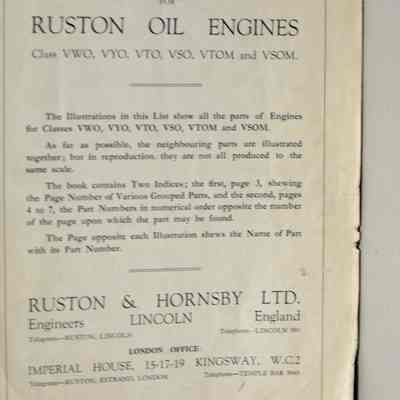 FOR
RUSTON OIL ENGINES
Class VWO, VYO, VTO, VSO, VTOM and VSOM.
The Illustrations in this List show all the parts of Engines
for Classes VWO, VYO, VTO, VSO, VTOM and VSOM.
As far as possible, the neighbouring parts are illustrated
together; but in reproduction, they are not all produced to the
same scale.
The book contains Two Indices; the first, page 3, shewing
the Page Number of Various Grouped Parts, and the second, pages
4 to 7, the Part Numbers in numerical order opposite the number
of the page upon which the part may be found.
The Page opposite each Illustration shews the Name of Part
with its Part Number.
RUSTON & HORNSBY LTD.
Engineers LINCOLN England
Telegrams—RUSTON, LINCOLN Telephone—LINCOLN
LONDON OFFICE
IMPERIAL HOUSE, 15-17-19 KINGSWAY, W.C.2
Telegrams—RUSTON, ESTRAND, LONDON Telephone—TEMPLE BAR